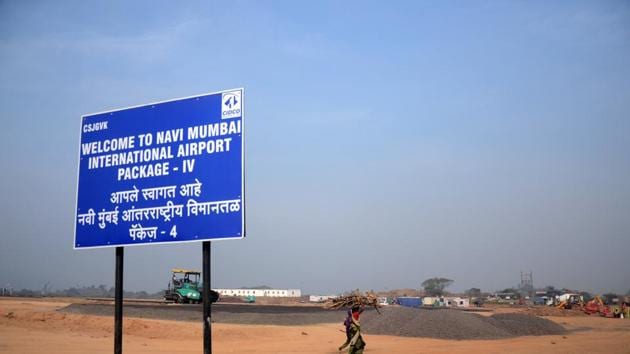 CSJGVK
CIDCO
WELCOME TO NAVI MUMBAI
INTERNATIONAL AIRPORT
PACKAGE - IV
आपले स्वागत आहे
नवी मुंबई आंतरराष्ट्रीय विमानतळ
पॅकेज - 4